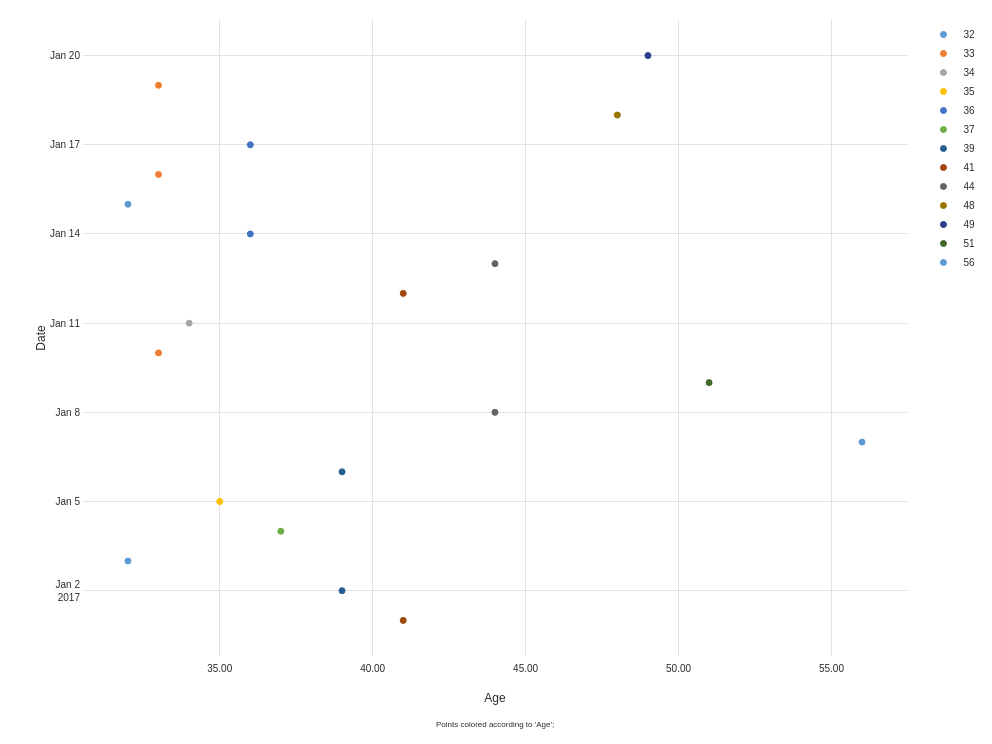 Jan 20
Jan 17
Jan 14
Jan 11
Jan 8
Jan 5
Jan 2
2017
Date
35.00
40.00
45.00
50.00
55.00
Age
Points colored according to 'Age';
32
33
34
35
36
37
39
41
44
48
49
51
56